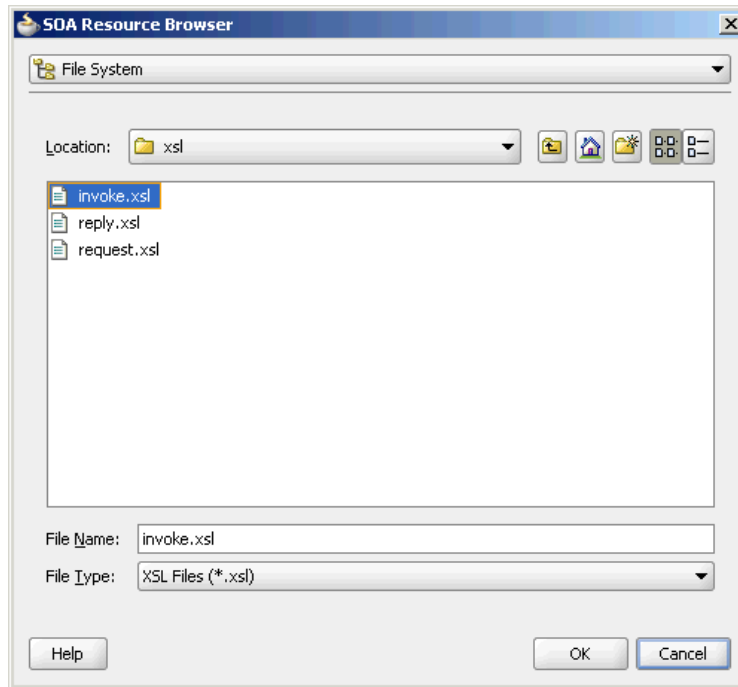 SOA Resource Browser
File System
Location: xsl
invoke.xsl
reply.xsl
request.xsl
File Name: invoke.xsl
File Type: XSL Files (*.xsl)
Help OK Cancel